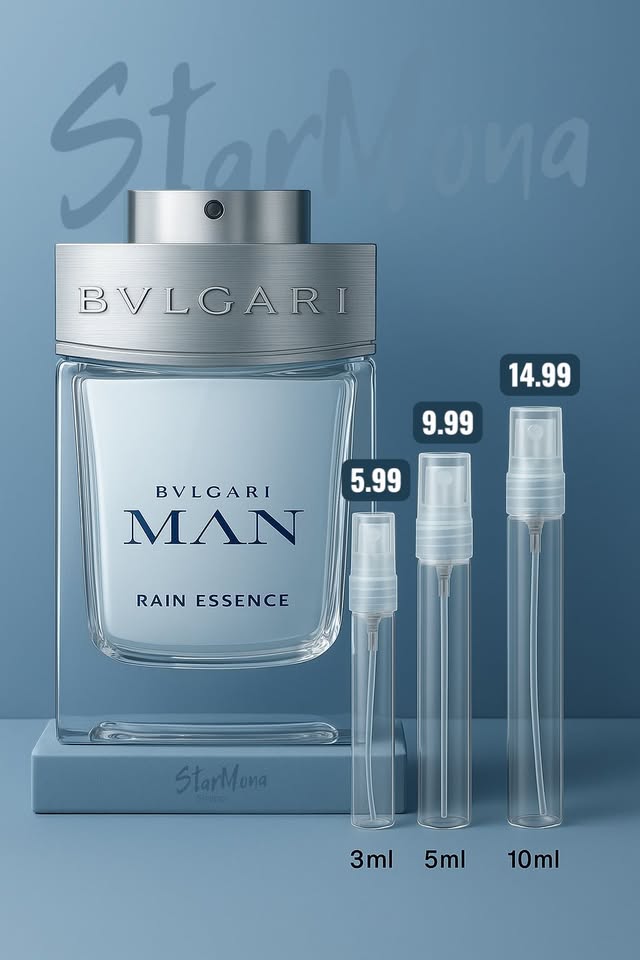 StarMona
BVLGARI
14.99
9.99
5.99
BVLGARI
MAN
RAIN ESSENCE
StarMona
3ml 5ml 10ml